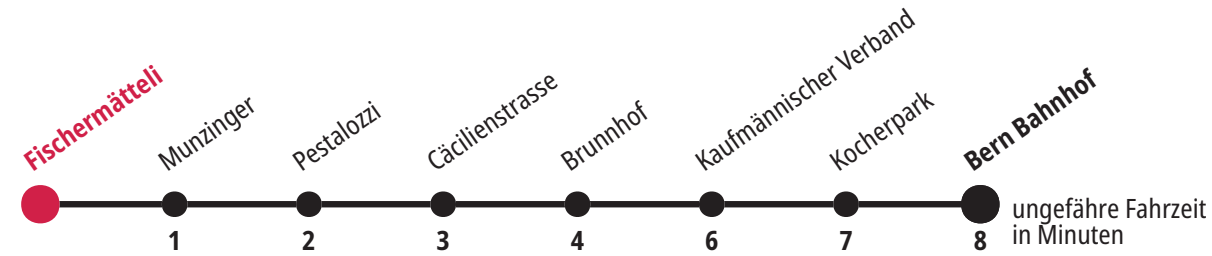 Fischermätteli
Munzinger
Pestalozzi
Cäcilienstrasse
Brunnhof
Kaufmännischer Verband
Kocherpark
Bern Bahnhof
1 2 3 4 6 7 8
ungefähre Fahrzeit
in Minuten